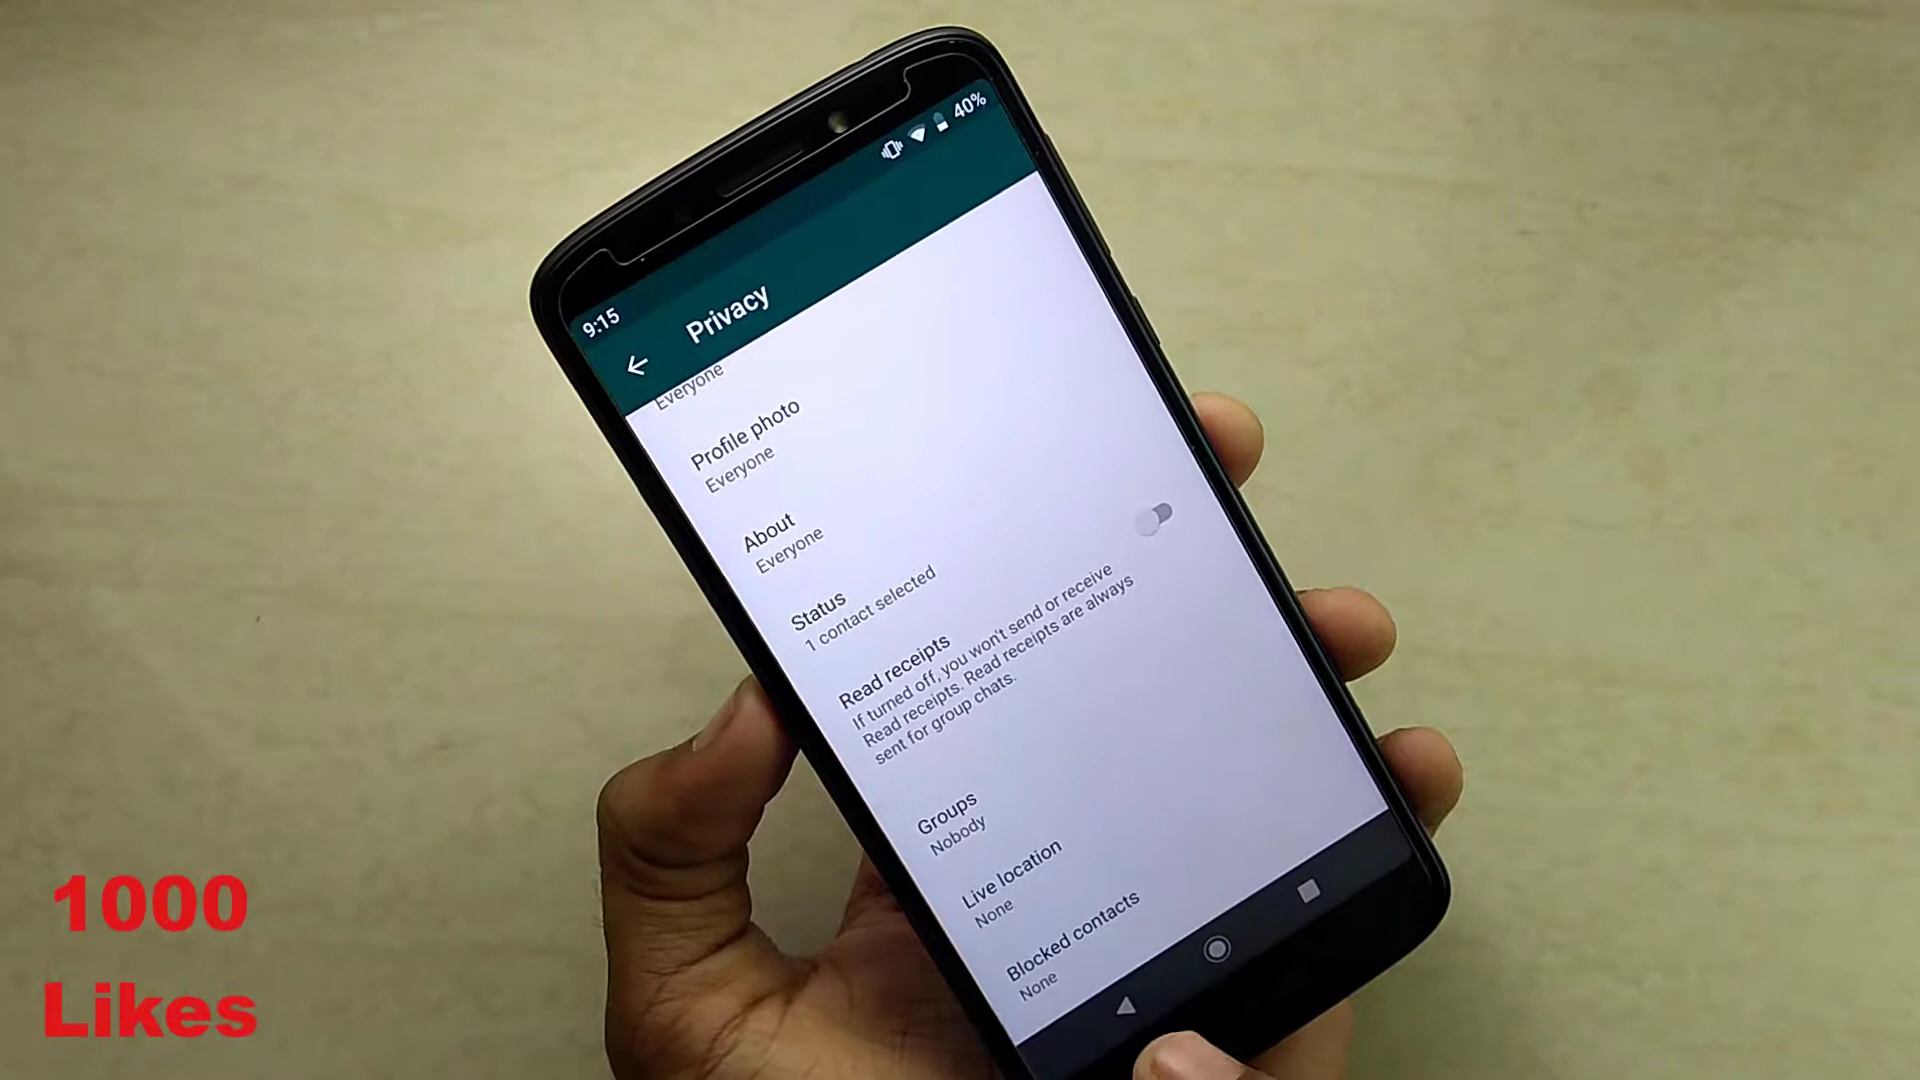 40%
9:15
Privacy
Everyone
Profile photo
Everyone
About
Everyone
Status
1 contact selected
Read receipts
If turned off, you won't send or receive
Read receipts. Read receipts are always
sent for group chats.
Groups
Nobody
Live location
None
Blocked contacts
None
1000
Likes